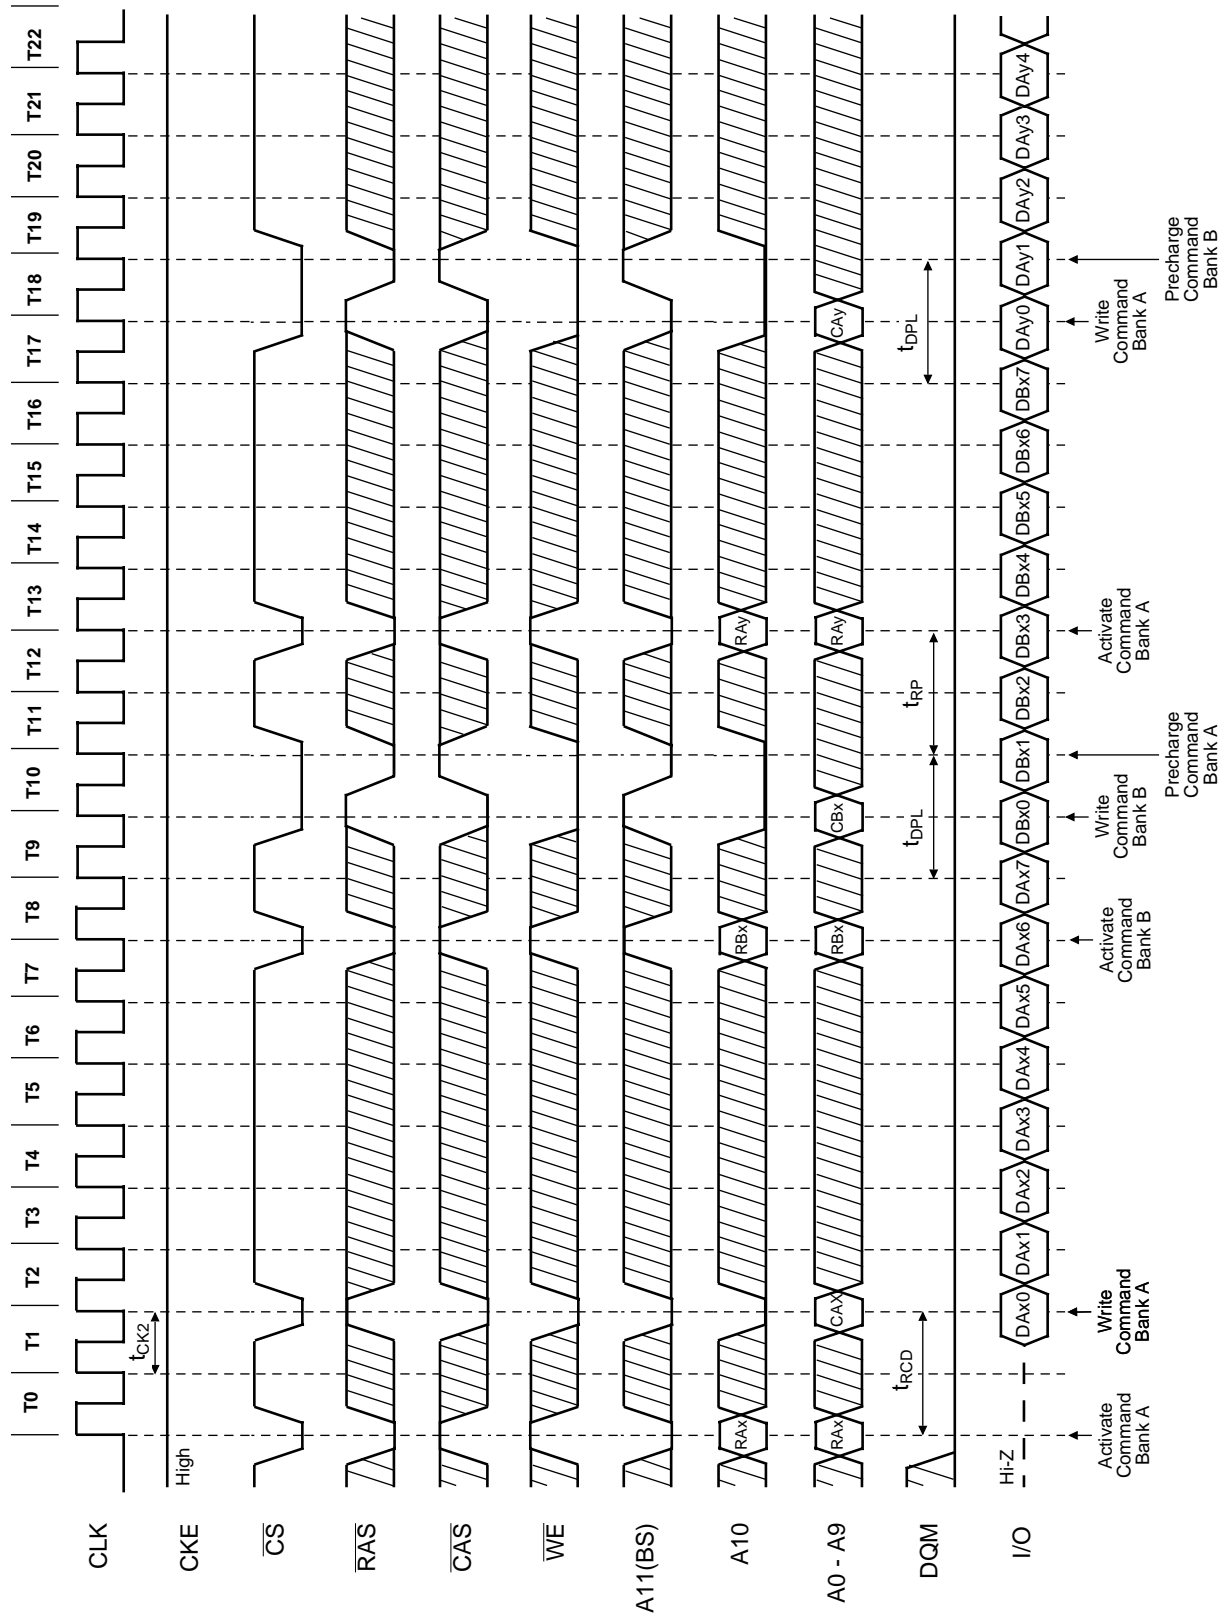 T0 T1 T2 T3 T4 T5 T6 T7 T8 T9 T10 T11 T12 T13 T14 T15 T16 T17 T18 T19 T20 T21 T22
CLK
tCK2
CKE
High
CS
RAS
CAS
WE
A11(BS)
A10
RAx RBx RAy
A0 - A9
RAx CAX RBx CBx RAy CAy
DQM
tRCD tDPL tRP tDPL
I/O
Hi-Z
DAx0 DAx1 DAx2 DAx3 DAx4 DAx5 DAx6 DAx7 DBx0 DBx1 DBx2 DBx3 DBx4 DBx5 DBx6 DBx7 DAy0 DAy1 DAy2 DAy3 DAy4
Activate
Command
Bank A
Write
Command
Bank A
Activate
Command
Bank B
Write
Command
Bank B
Precharge
Command
Bank A
Activate
Command
Bank A
Write
Command
Bank A
Precharge
Command
Bank B